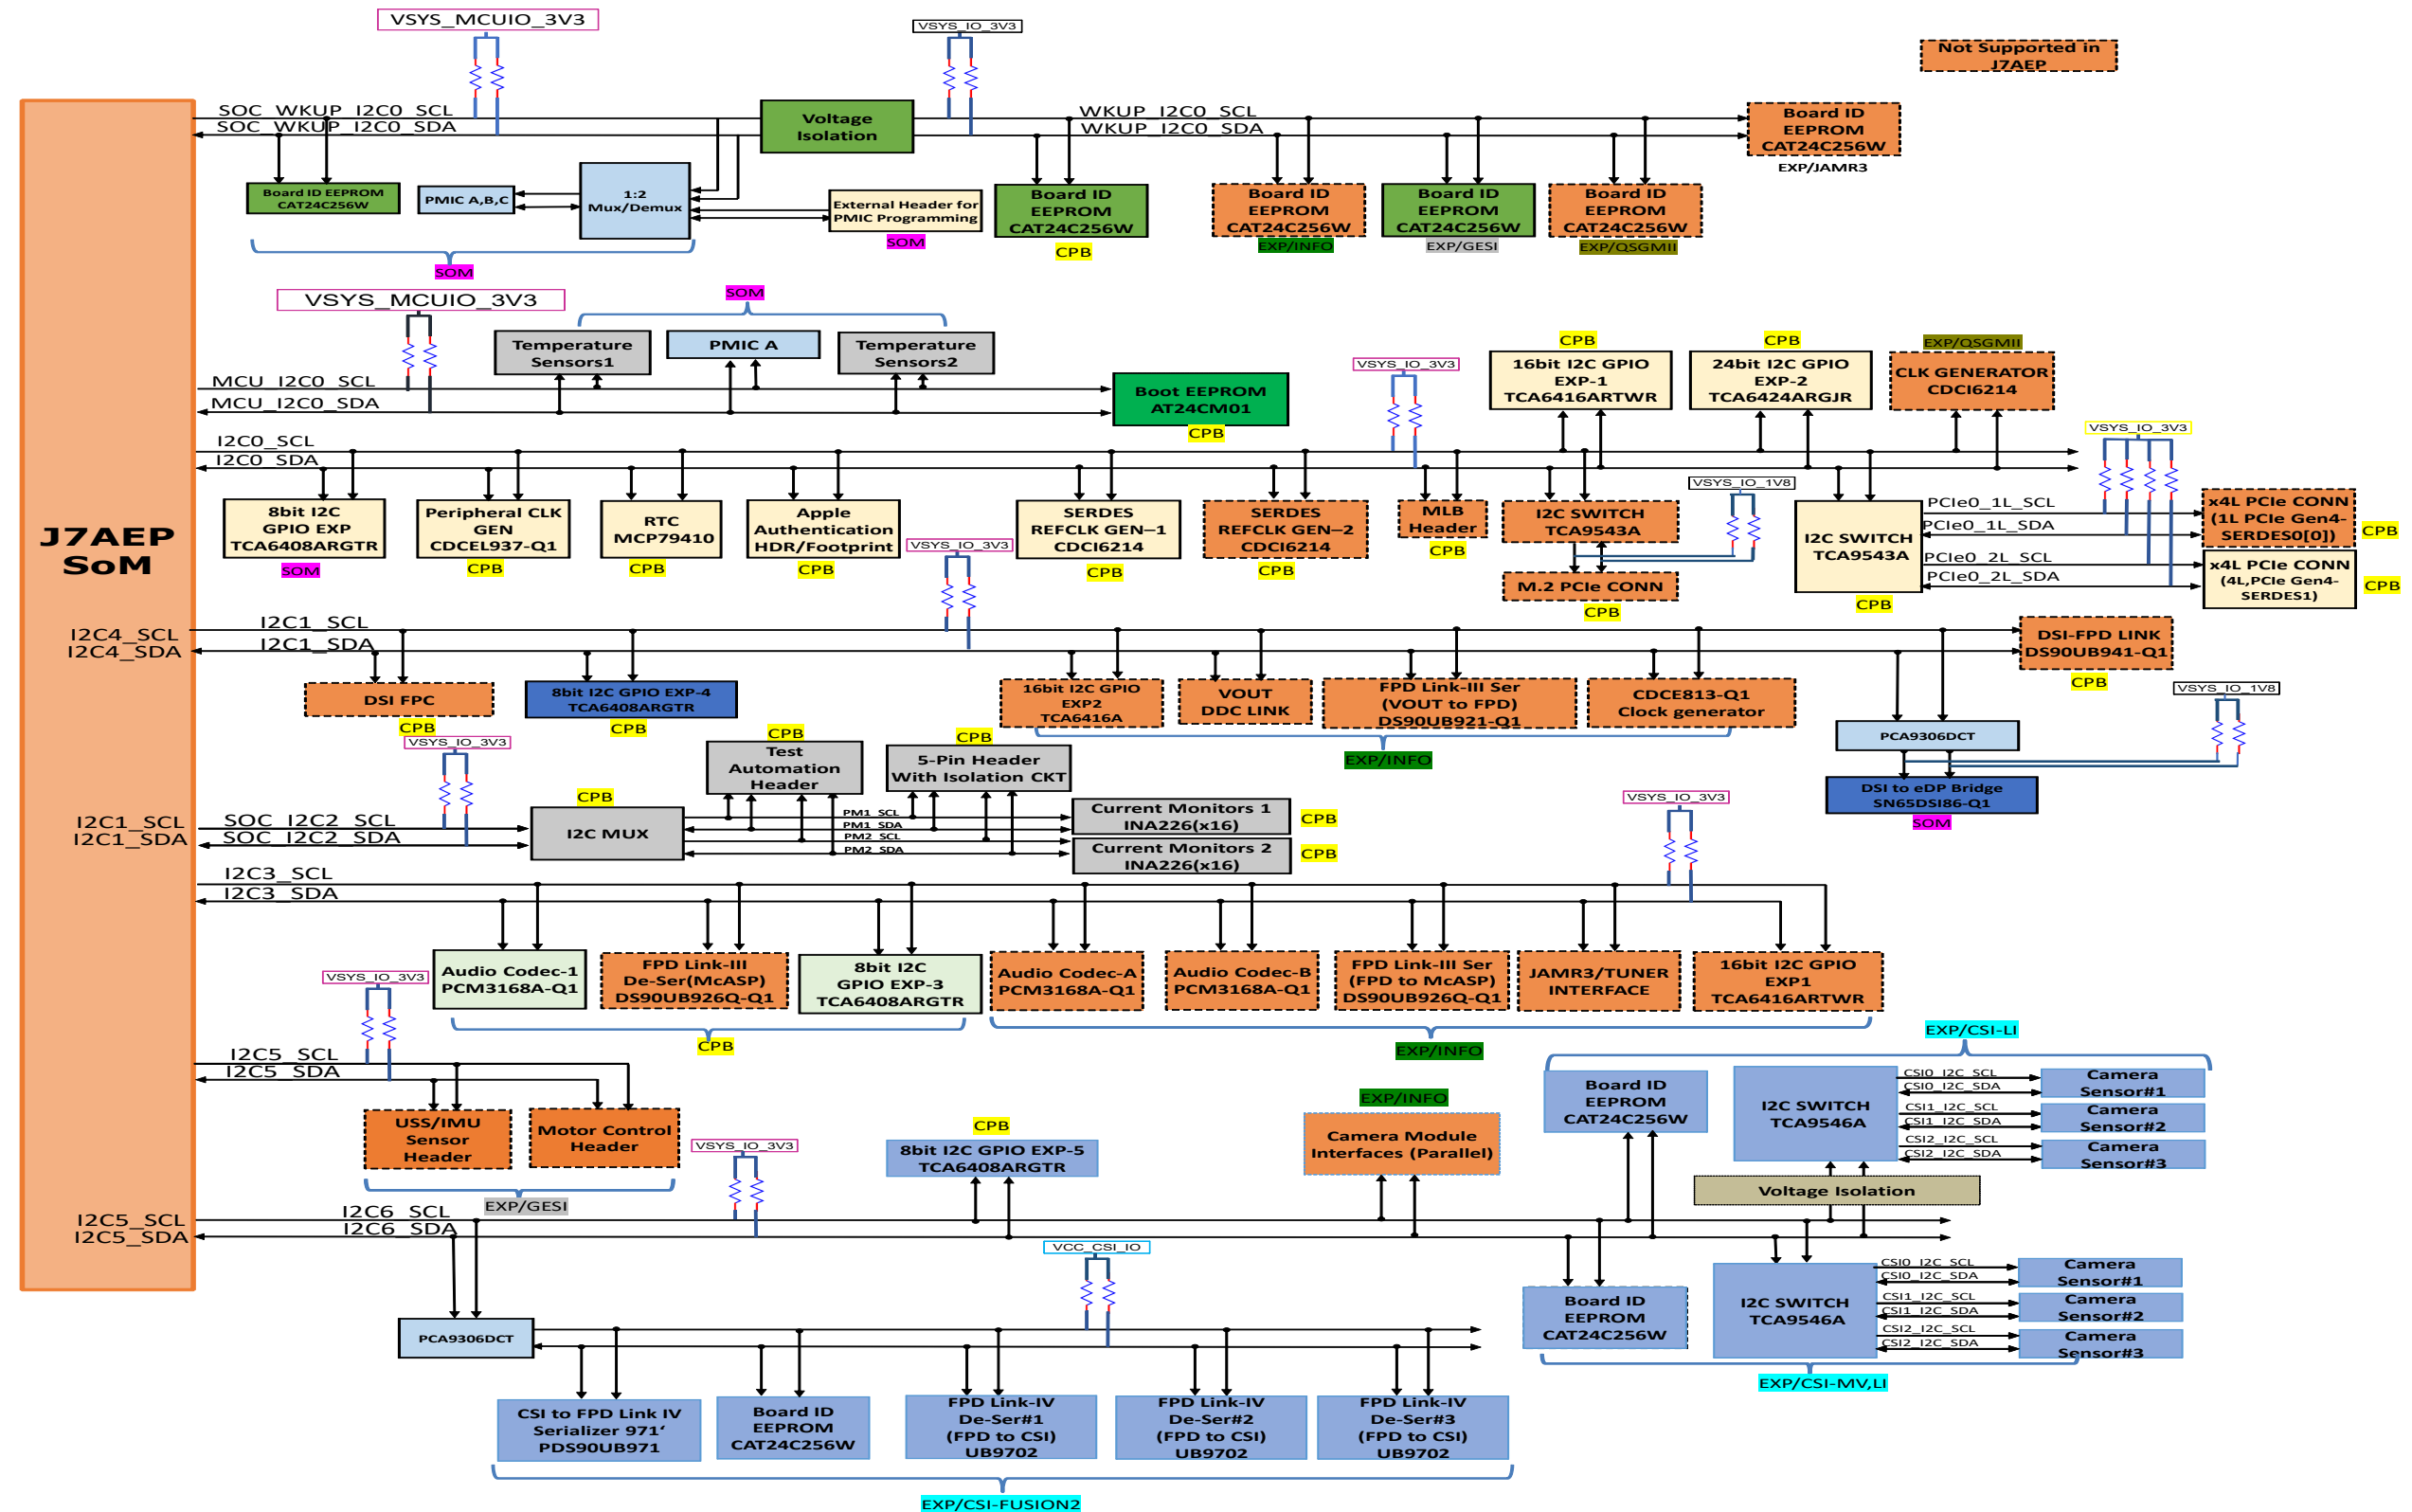 VSYS_MCUIO_3V3
VSYS_IO_3V3
Not Supported in
J7AEP
SOC_WKUP_I2C0_SCL
SOC_WKUP_I2C0_SDA
Voltage
Isolation
WKUP_I2C0_SCL
WKUP_I2C0_SDA
Board ID
EEPROM
CAT24C256W
EXP/JAMR3
Board ID EEPROM
CAT24C256W
PMIC A,B,C
1:2
Mux/Demux
External Header for
PMIC Programming
SOM
Board ID
EEPROM
CAT24C256W
CPB
Board ID
EEPROM
CAT24C256W
EXP/INFO
Board ID
EEPROM
CAT24C256W
EXP/GESI
Board ID
EEPROM
CAT24C256W
EXP/QSGMII
SOM
VSYS_MCUIO_3V3
SOM
Temperature
Sensors1
PMIC A
Temperature
Sensors2
MCU_I2C0_SCL
MCU_I2C0_SDA
Boot EEPROM
AT24CM01
CPB
VSYS_IO_3V3
CPB
16bit I2C GPIO
EXP-1
TCA6416ARTWR
CPB
24bit I2C GPIO
EXP-2
TCA6424ARGJR
EXP/QSGMII
CLK GENERATOR
CDCI6214
I2C0_SCL
I2C0_SDA
VSYS_IO_3V3
J7AEP
SoM
8bit I2C
GPIO EXP
TCA6408ARGTR
SOM
Peripheral CLK
GEN
CDCEL937-Q1
CPB
RTC
MCP79410
CPB
Apple
Authentication
HDR/Footprint
CPB
VSYS_IO_3V3
SERDES
REFCLK GEN–1
CDCI6214
CPB
SERDES
REFCLK GEN–2
CDCI6214
CPB
MLB
Header
CPB
I2C SWITCH
TCA9543A
VSYS_IO_1V8
M.2 PCIe CONN
CPB
I2C SWITCH
TCA9543A
CPB
PCIe0_1L_SCL
PCIe0_1L_SDA
PCIe0_2L_SCL
PCIe0_2L_SDA
x4L PCIe CONN
(1L PCIe Gen4-
SERDES0[0])
CPB
x4L PCIe CONN
(4L,PCIe Gen4-
SERDES1)
CPB
I2C4_SCL
I2C4_SDA
I2C1_SCL
I2C1_SDA
DSI-FPD LINK
DS90UB941-Q1
CPB
DSI FPC
CPB
8bit I2C GPIO EXP-4
TCA6408ARGTR
CPB
16bit I2C GPIO
EXP2
TCA6416A
VOUT
DDC LINK
FPD Link-III Ser
(VOUT to FPD)
DS90UB921-Q1
CDCE813-Q1
Clock generator
EXP/INFO
VSYS_IO_1V8
PCA9306DCT
DSI to eDP Bridge
SN65DSI86-Q1
SOM
VSYS_IO_3V3
I2C1_SCL
I2C1_SDA
SOC_I2C2_SCL
SOC_I2C2_SDA
CPB
I2C MUX
CPB
Test
Automation
Header
CPB
5-Pin Header
With Isolation CKT
PM1_SCL
PM1_SDA
PM2_SCL
PM2_SDA
Current Monitors 1
INA226(x16)
CPB
Current Monitors 2
INA226(x16)
CPB
VSYS_IO_3V3
I2C3_SCL
I2C3_SDA
Audio Codec-1
PCM3168A-Q1
FPD Link-III
De-Ser(McASP)
DS90UB926Q-Q1
8bit I2C
GPIO EXP-3
TCA6408ARGTR
CPB
Audio Codec-A
PCM3168A-Q1
Audio Codec-B
PCM3168A-Q1
FPD Link-III Ser
(FPD to McASP)
DS90UB926Q-Q1
JAMR3/TUNER
INTERFACE
16bit I2C GPIO
EXP1
TCA6416ARTWR
EXP/INFO
VSYS_IO_3V3
I2C5_SCL
I2C5_SDA
USS/IMU
Sensor
Header
Motor Control
Header
EXP/GESI
VSYS_IO_3V3
CPB
8bit I2C GPIO EXP-5
TCA6408ARGTR
EXP/INFO
Camera Module
Interfaces (Parallel)
EXP/CSI-LI
Board ID
EEPROM
CAT24C256W
I2C SWITCH
TCA9546A
CSI0_I2C_SCL
CSI0_I2C_SDA
CSI1_I2C_SCL
CSI1_I2C_SDA
CSI2_I2C_SCL
CSI2_I2C_SDA
Camera
Sensor#1
Camera
Sensor#2
Camera
Sensor#3
Voltage Isolation
I2C5_SCL
I2C5_SDA
I2C6_SCL
I2C6_SDA
VCC_CSI_IO
PCA9306DCT
Board ID
EEPROM
CAT24C256W
I2C SWITCH
TCA9546A
CSI0_I2C_SCL
CSI0_I2C_SDA
CSI1_I2C_SCL
CSI1_I2C_SDA
CSI2_I2C_SCL
CSI2_I2C_SDA
Camera
Sensor#1
Camera
Sensor#2
Camera
Sensor#3
EXP/CSI-MV,LI
CSI to FPD Link IV
Serializer 971‘
PDS90UB971
Board ID
EEPROM
CAT24C256W
FPD Link-IV
De-Ser#1
(FPD to CSI)
UB9702
FPD Link-IV
De-Ser#2
(FPD to CSI)
UB9702
FPD Link-IV
De-Ser#3
(FPD to CSI)
UB9702
EXP/CSI-FUSION2